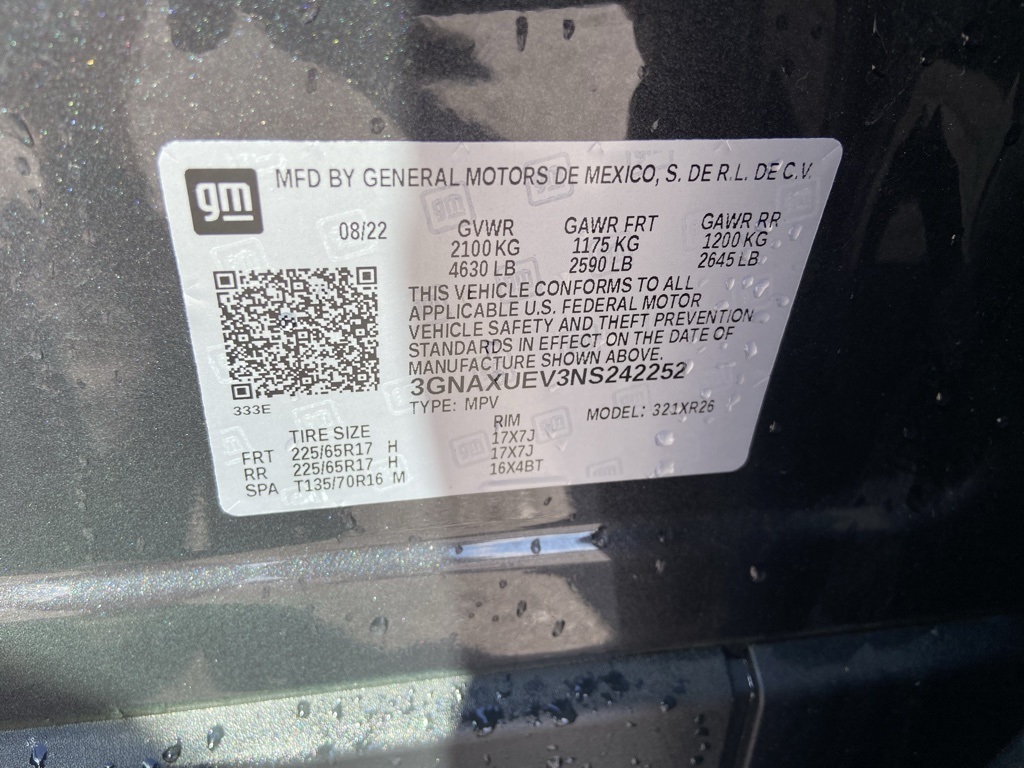 gm
MFD BY GENERAL MOTORS DE MEXICO, S. DE R.L. DE C.V.
08/22
GVWR GAWR FRT GAWR RR
2100 KG 1175 KG 1200 KG
4630 LB 2590 LB 2645 LB
THIS VEHICLE CONFORMS TO ALL
APPLICABLE U.S. FEDERAL MOTOR
VEHICLE SAFETY AND THEFT PREVENTION
STANDARDS IN EFFECT ON THE DATE OF
MANUFACTURE SHOWN ABOVE.
3GNAXUEV3NS242252
333E
TYPE: MPV MODEL: 321XR26
TIRE SIZE RIM
FRT 225/65R17 H 17X7J
RR 225/65R17 H 17X7J
SPA T135/70R16 M 16X4BT